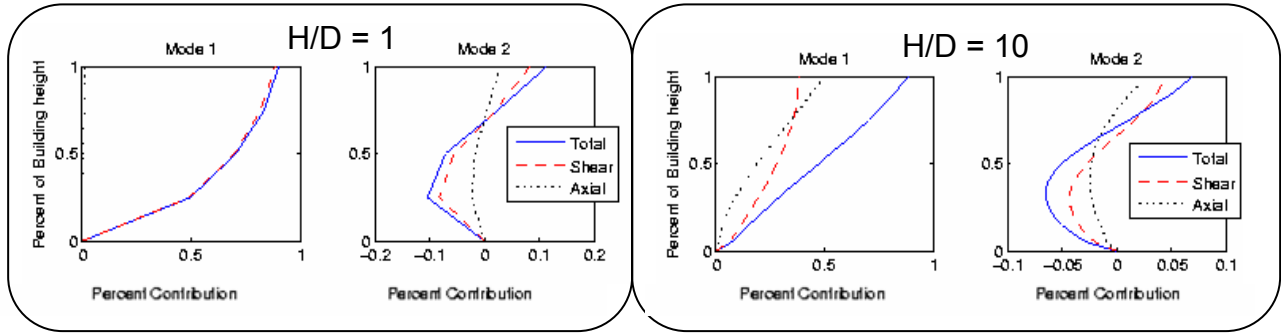 H/D = 1
Mode 1
Mode 2
Percent of Building height
1
0.5
0
0
0.5
1
Percent Contribution
1
0.5
0
-0.2
-0.1
0
0.1
0.2
Percent Contribution
Total
Shear
Axial
H/D = 10
Mode 1
Mode 2
Percent of Building height
1
0.5
0
0
0.5
1
Percent Contribution
1
0.5
0
-0.1
-0.05
0
0.05
0.1
Percent Contribution
Total
Shear
Axial